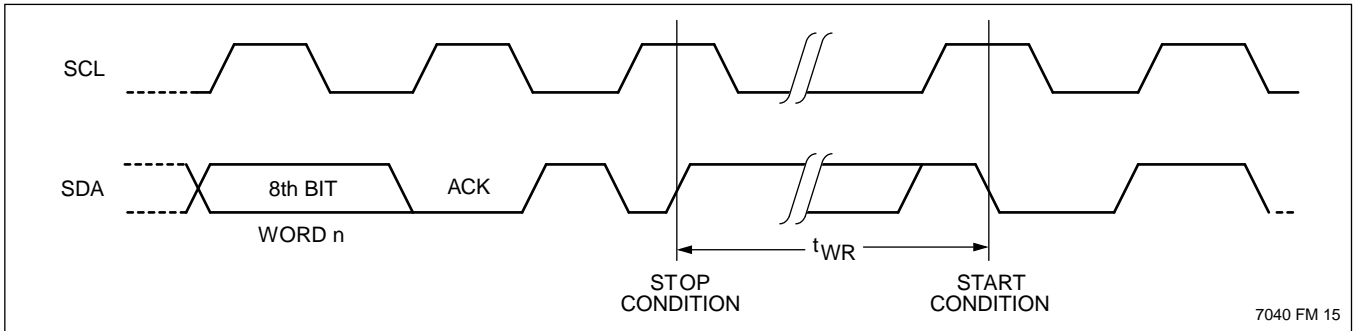 SCL
SDA
8th BIT
ACK
WORD n
tWR
STOP
CONDITION
START
CONDITION
7040 FM 15